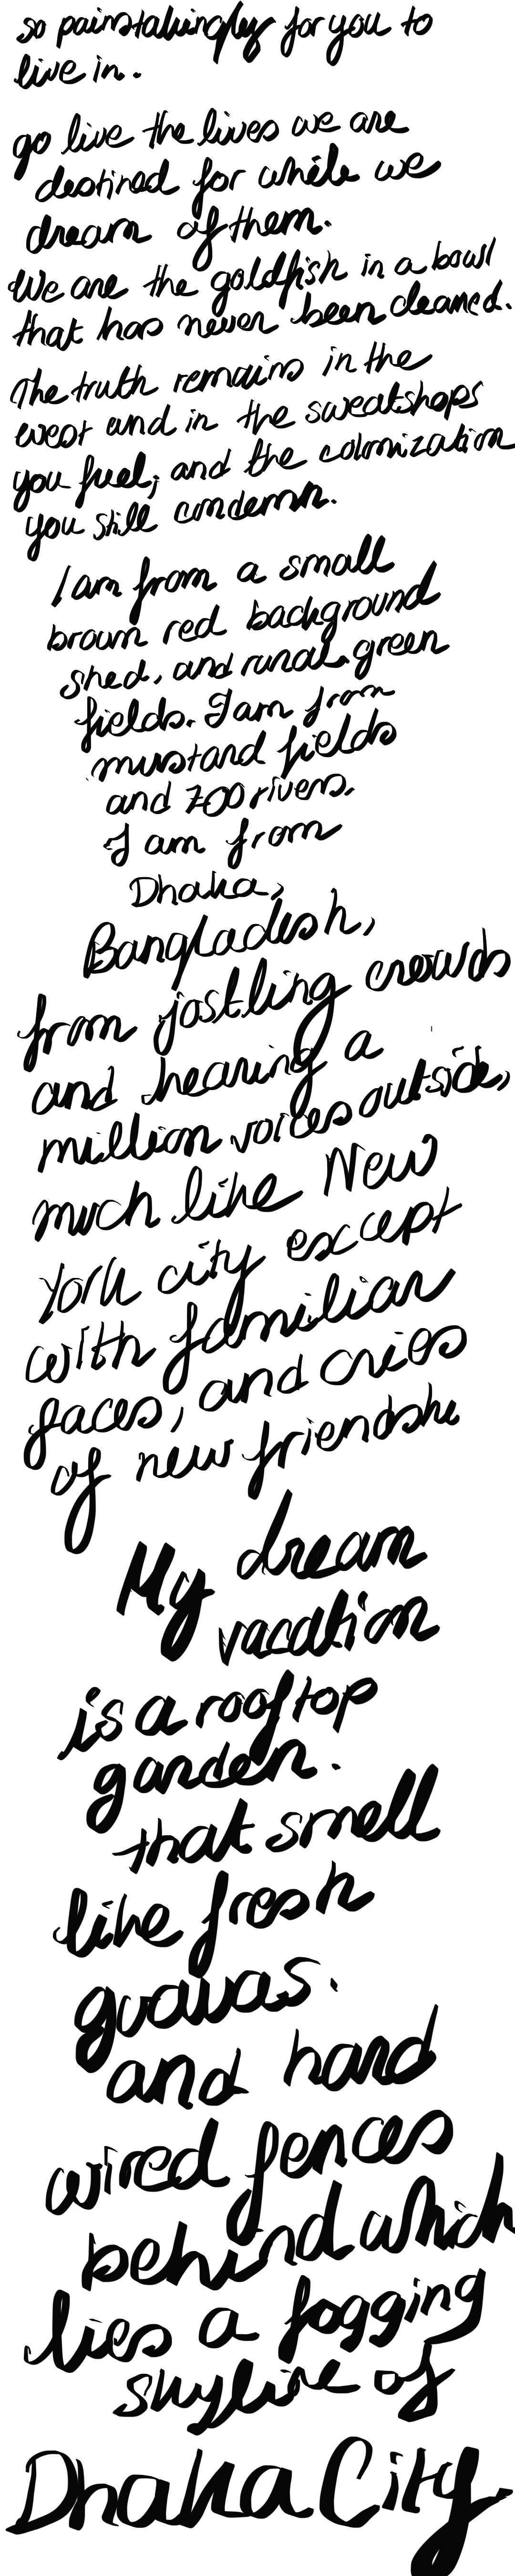 so painstakingly for you to
live in.
go live the lives we are
destined for while we
dream of them.
We are the goldfish in a bowl
that has never been cleaned.
The truth remains in the
west and in the sweatshops
you fuel; and the colonization
you still condemn.
I am from a small
brown red background
shed, and rural green
fields. I am from
mustard fields
and 700 rivers.
I am from
Dhaka,
Bangladesh,
from jostling crowds
and hearing a
million voices outside,
much like New
York city except
with familiar
faces, and cries
of new friendshi
My dream
vacation
is a rooftop
garden.
that smell
like fresh
guavas.
and hard
wired fences
behind which
lies a fogging
skyline of
Dhaka City